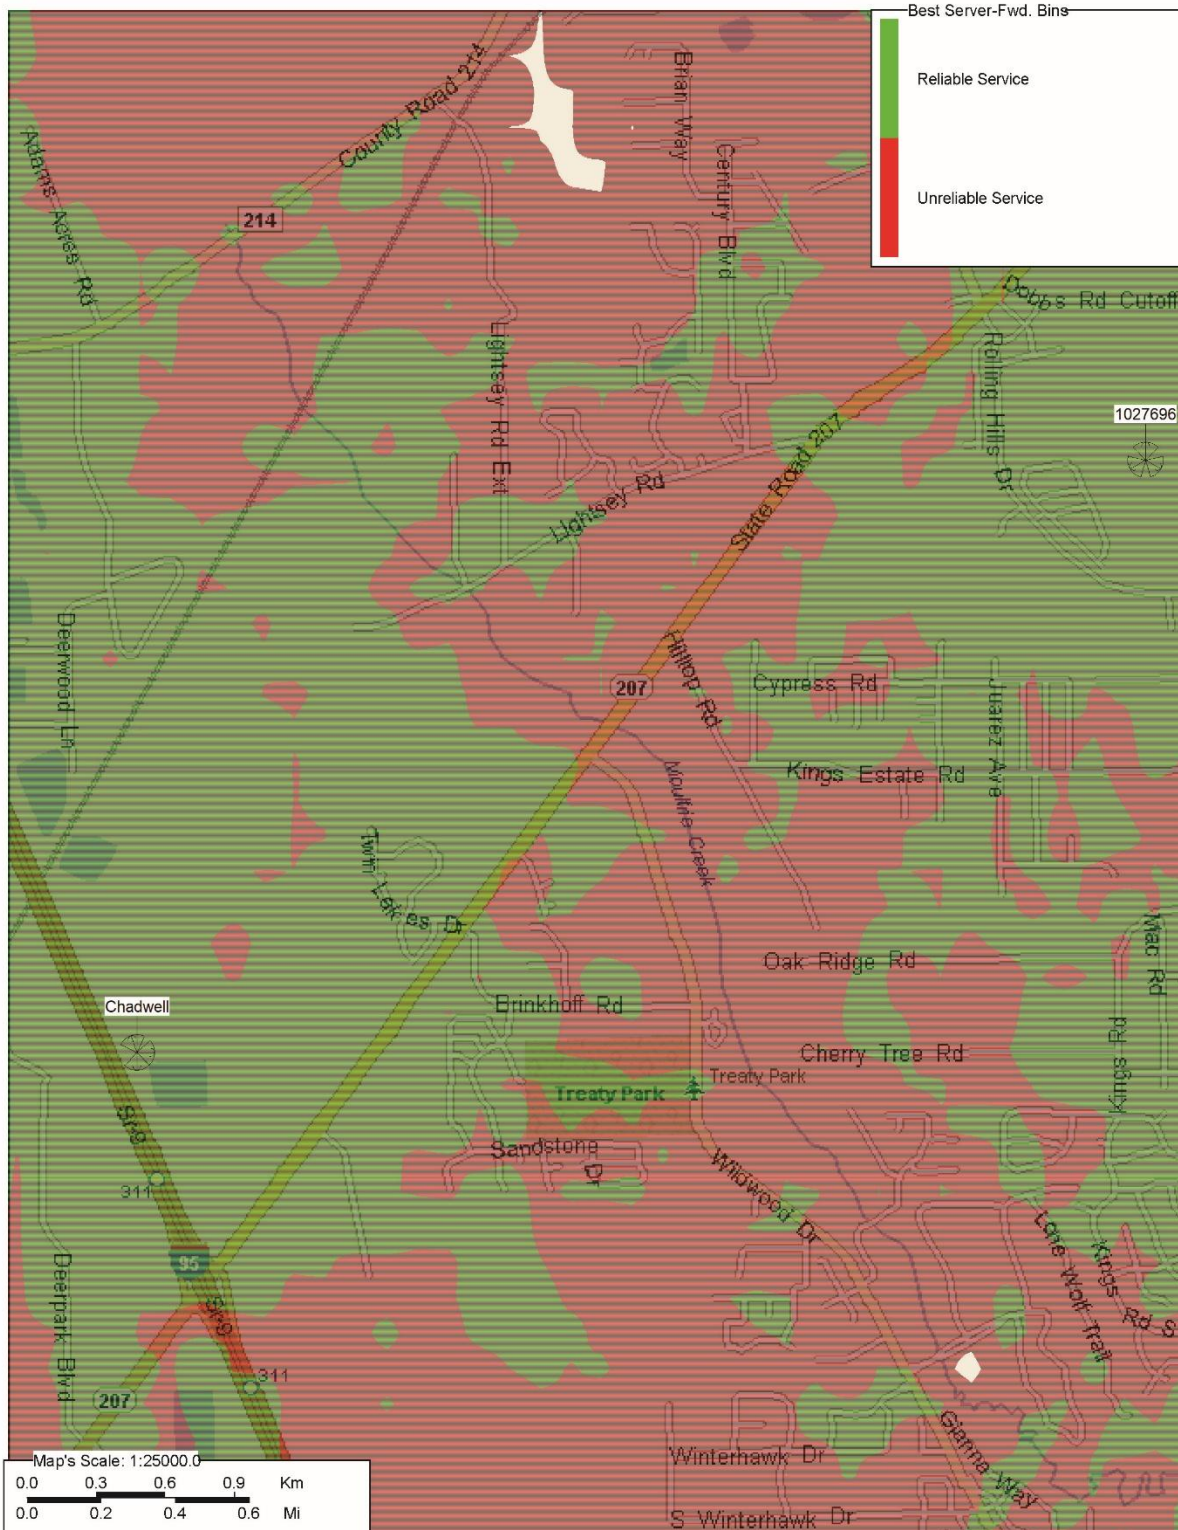 Best Server-Fwd. Bins
Reliable Service
Unreliable Service
County Road 214
Brian Way
Adams Acres Rd
Century Blvd
214
Dobbs Rd Cutoff
Lightsey Rd Ext
Rolling Hills Dr
1027696
State Road 207
Lightsey Rd
Deerwood Ln
Hilltop Rd
207
Cypress Rd
Juarez Ave
Kings Estate Rd
Moultrie Creek
Twin Lakes Dr
Mac Rd
Oak Ridge Rd
Chadwell
Brinkhoff Rd
Cherry Tree Rd
Kings Rd
Treaty Park
Treaty Park
Sr-9
Sandstone Dr
311
Wildwood Dr
Lone Wolf Trail
Kings Rd S
95
Sr-9
Deerpark Blvd
311
207
Gianna Way
Winterhawk Dr
S Winterhawk Dr
Map's Scale: 1:25000.0
0.0 0.3 0.6 0.9 Km
0.0 0.2 0.4 0.6 Mi